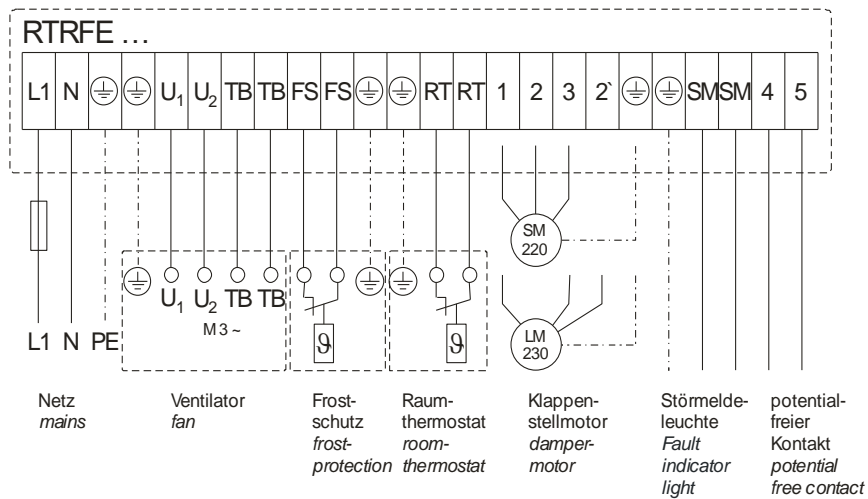 RTRFE ...
L1 N U1 U2 TB TB FS FS RT RT 1 2 3 2` SM SM 4 5
SM
220
U1 U2 TB TB
M 3 ~
ϑ
ϑ
LM
230
L1 N PE
Netz
mains
Ventilator
fan
Frost-
schutz
frost-
protection
Raum-
thermostat
room-
thermostat
Klappen-
stellmotor
damper-
motor
Störmelde-
leuchte
Fault
indicator
light
potential-
freier
Kontakt
potential
free contact